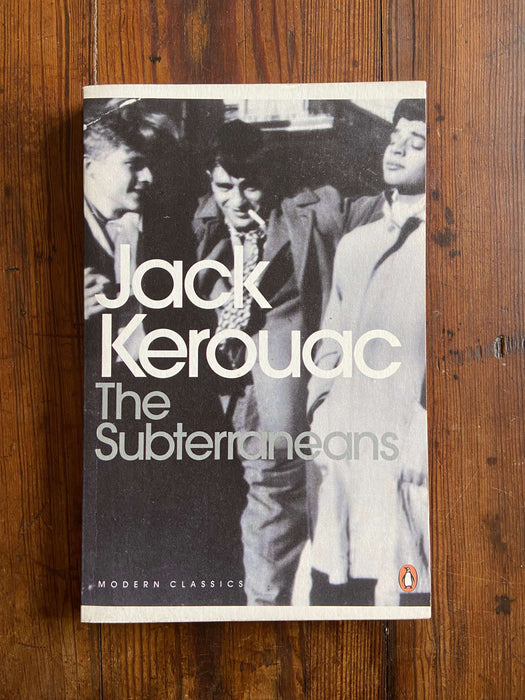 Jack
Kerouac
The
Subterraneans
MODERN CLASSICS